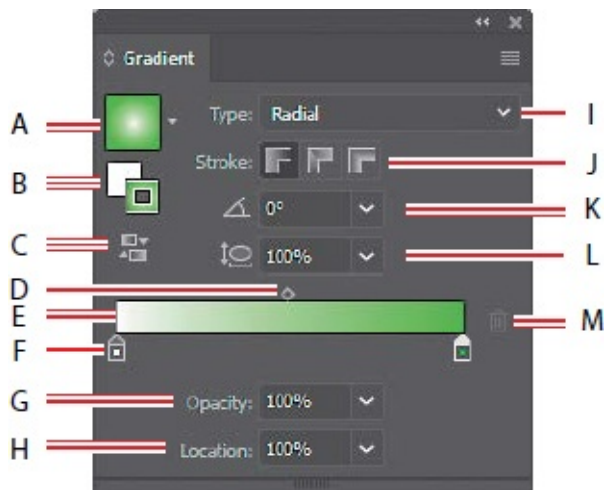 Gradient
A
Type: Radial
I
Stroke:
J
B
0°
K
C
100%
L
D
E
M
F
G
Opacity: 100%
H
Location: 100%